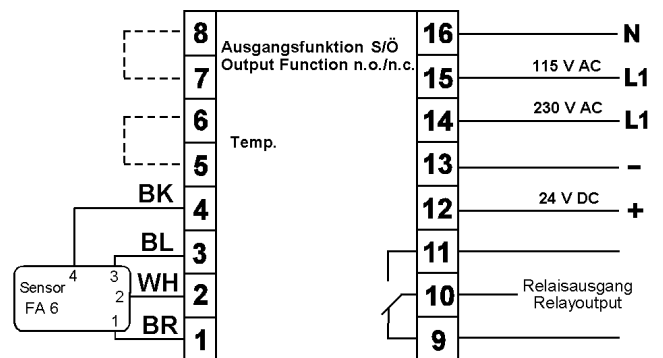 8
Ausgangsfunktion S/Ö
Output Function n.o./n.c.
7
6
Temp.
5
BK
4
BL
3
WH
2
BR
1
Sensor
FA 6
4
3
2
1
16
N
15
115 V AC
L1
14
230 V AC
L1
13
–
12
24 V DC
+
11
10
Relaisausgang
Relayoutput
9